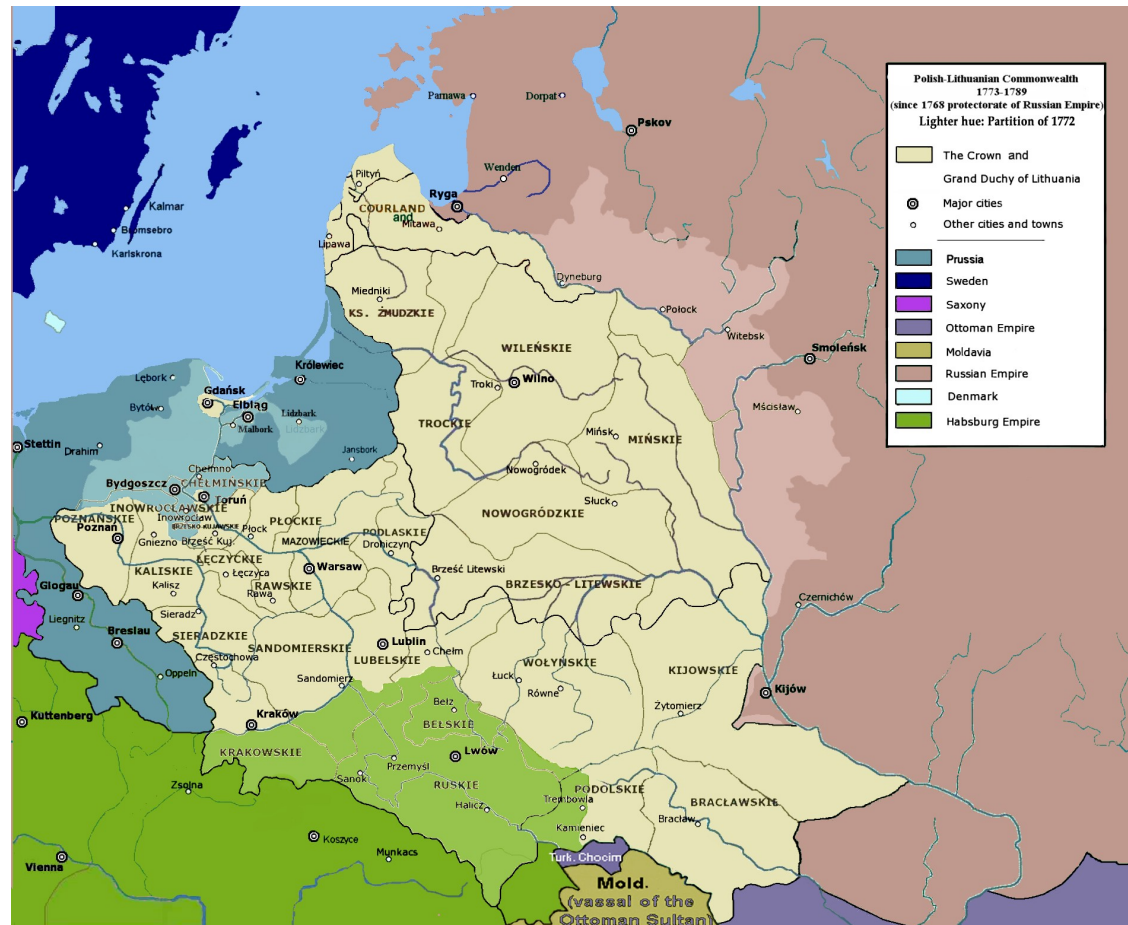 Polish-Lithuanian Commonwealth
1773-1789
(since 1768 protectorate of Russian Empire)
Lighter hue: Partition of 1772
The Crown and
Grand Duchy of Lithuania
Major cities
Other cities and towns
Prussia
Sweden
Saxony
Ottoman Empire
Moldavia
Russian Empire
Denmark
Habsburg Empire
Parnawa
Dorpat
Pskov
Wenden
Piltyń
Ryga
COURLAND
and
Mitawa
Lipawa
Kalmar
Bromsebro
Karlskrona
Dyneburg
Miedniki
KS. ŻMUDZKIE
Połock
Witebsk
Smoleńsk
WILEŃSKIE
Królewiec
Troki
Wilno
Lębork
Gdańsk
Bytów
Elbląg
Malbork
Lidzbark
Lidzbark
Mścisław
TROCKIE
Mińsk
MIŃSKIE
Stettin
Drahim
Jansbork
Chełmno
CHEŁMIŃSKIE
Nowogródek
Bydgoszcz
Toruń
Słuck
INOWROCŁAWSKIE
Inowrocław
BRZESKO-KUJAWSKIE
POZNAŃSKIE
Poznań
Gniezno
Brześć Kuj.
Płock
PŁOCKIE
NOWOGRÓDZKIE
MAZOWIECKIE
PODLASKIE
Drohiczyn
ŁĘCZYCKIE
Łęczyca
KALISKIE
Kalisz
RAWSKIE
Rawa
Warsaw
Brześć Litewski
BRZESKO - LITEWSKIE
Glogau
Liegnitz
Sieradz
Czernichów
Breslau
SIERADZKIE
SANDOMIERSKIE
Lublin
Chełm
LUBELSKIE
WOŁYŃSKIE
KIJOWSKIE
Częstochowa
Oppeln
Sandomierz
Łuck
Równe
Kijów
Żytomierz
Kuttenberg
Kraków
Bełz
BEŁSKIE
KRAKOWSKIE
Lwów
Przemyśl
Sanok
RUSKIE
Zsolna
Halicz
Trembowla
PODOLSKIE
BRACŁAWSKIE
Bracław
Kamieniec
Koszyce
Munkacs
Vienna
Turk. Chocim
Mold.
(vassal of the
Ottoman Sultan)